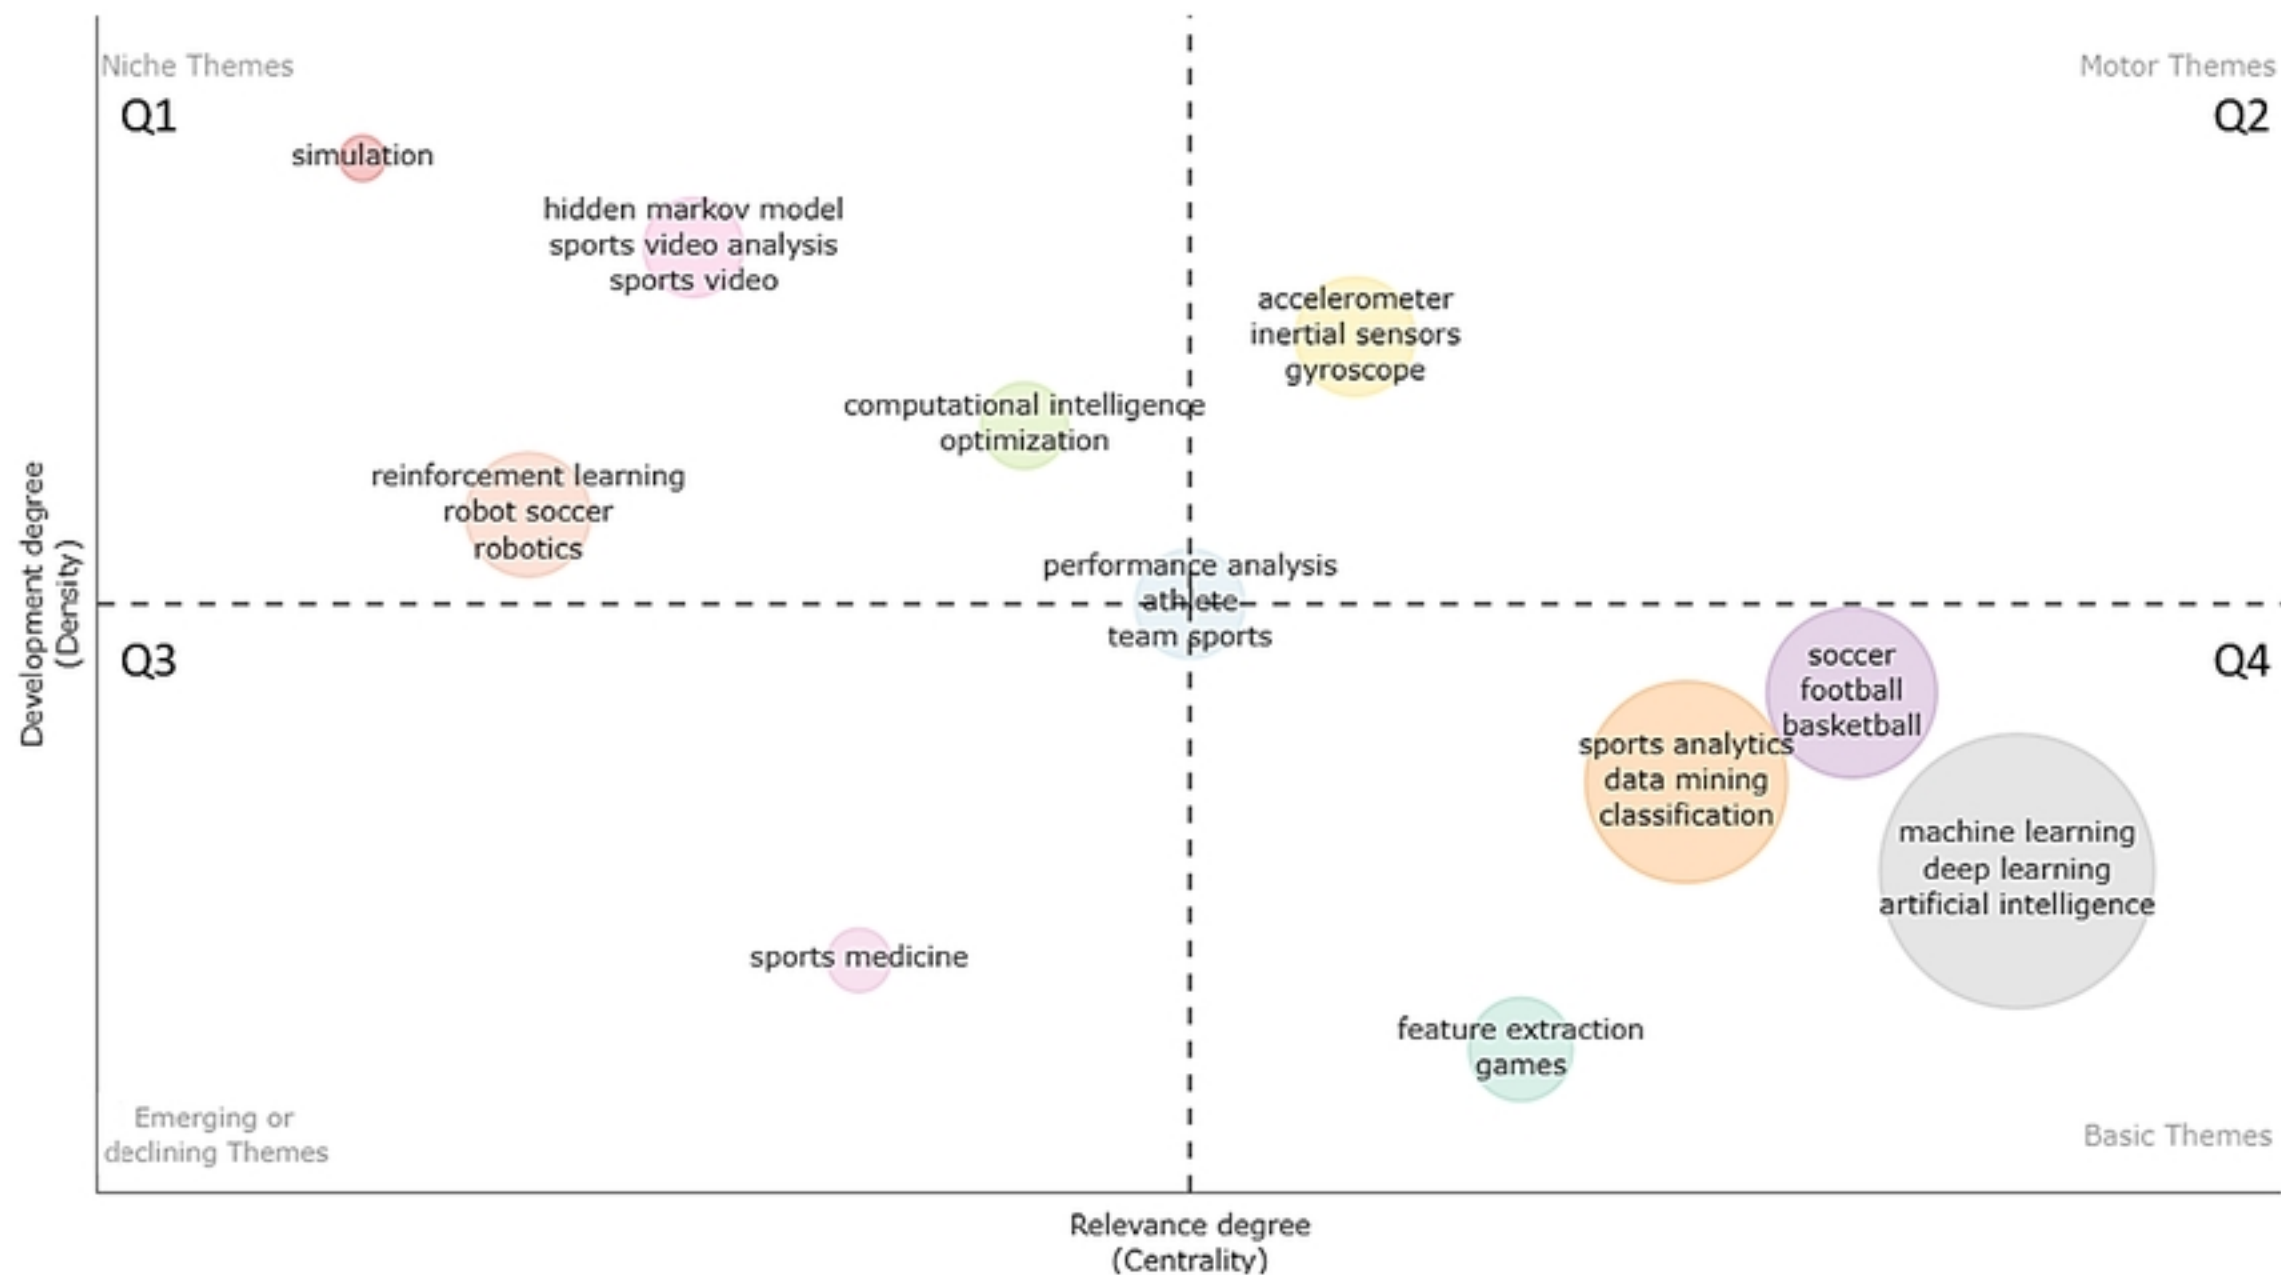 Niche Themes
Motor Themes
Q1
Q2
simulation
hidden markov model
sports video analysis
sports video
accelerometer
inertial sensors
gyroscope
computational intelligence
optimization
reinforcement learning
robot soccer
robotics
performance analysis
athlete
team sports
Development degree
(Density)
Q3
Q4
soccer
football
basketball
sports analytics
data mining
classification
machine learning
deep learning
artificial intelligence
sports medicine
feature extraction
games
Emerging or
declining Themes
Basic Themes
Relevance degree
(Centrality)